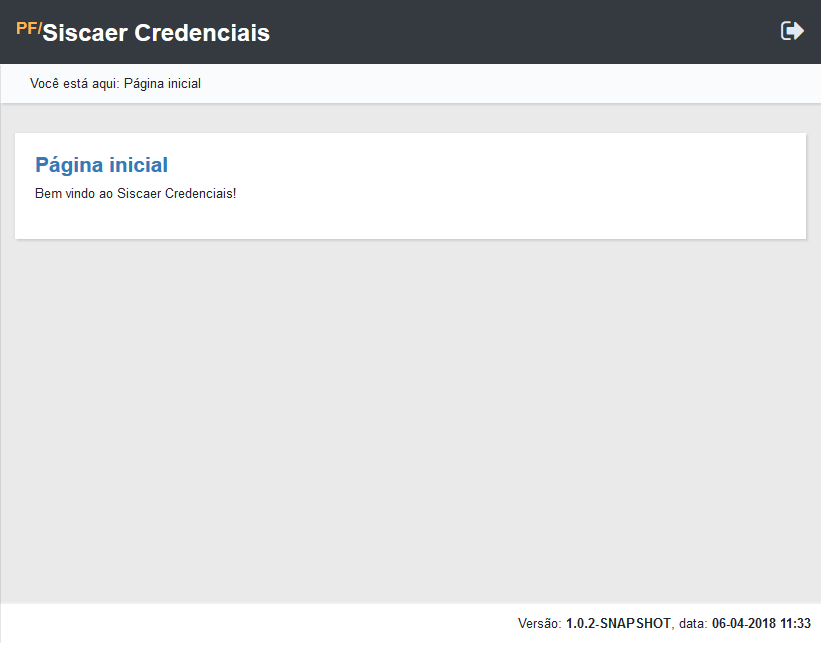 PF/Siscaer Credenciais
Você está aqui: Página inicial
Página inicial
Bem vindo ao Siscaer Credenciais!
Versão: 1.0.2-SNAPSHOT, data: 06-04-2018 11:33